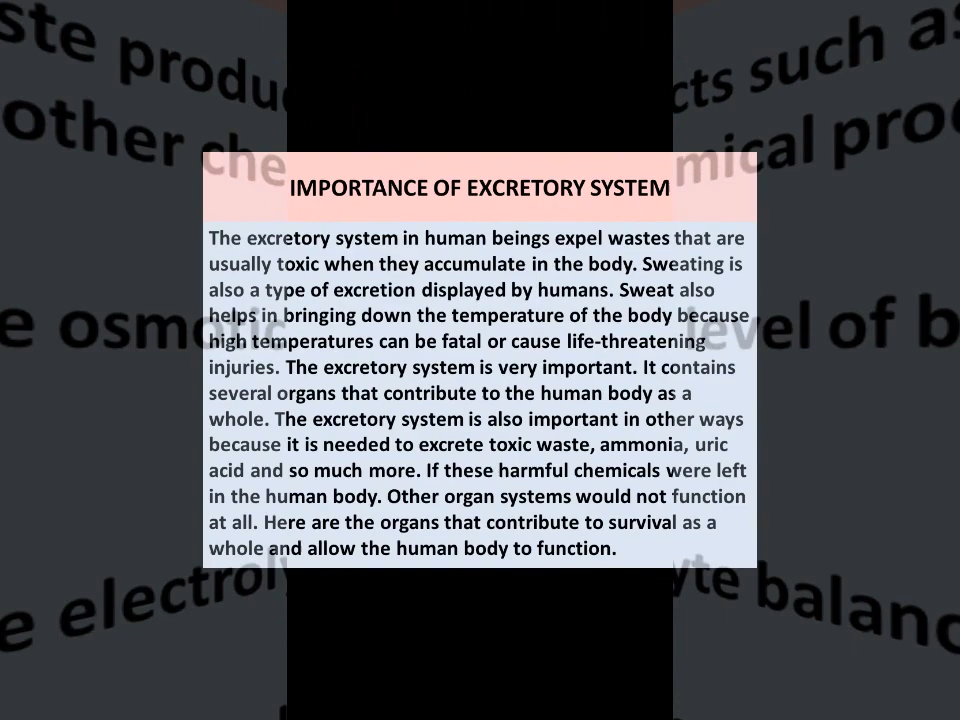 ste produ cts such as
other che mical prod
IMPORTANCE OF EXCRETORY SYSTEM
The excretory system in human beings expel wastes that are
usually toxic when they accumulate in the body. Sweating is
also a type of excretion displayed by humans. Sweat also
helps in bringing down the temperature of the body because
high temperatures can be fatal or cause life-threatening
injuries. The excretory system is very important. It contains
several organs that contribute to the human body as a
whole. The excretory system is also important in other ways
because it is needed to excrete toxic waste, ammonia, uric
acid and so much more. If these harmful chemicals were left
in the human body. Other organ systems would not function
at all. Here are the organs that contribute to survival as a
whole and allow the human body to function.
e osmotic level of b
e electroly yte balanc